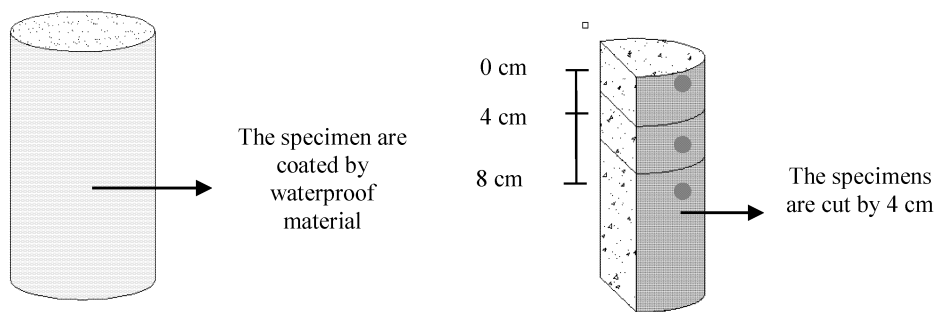 The specimen are
coated by
waterproof
material
0 cm
4 cm
8 cm
The specimens
are cut by 4 cm